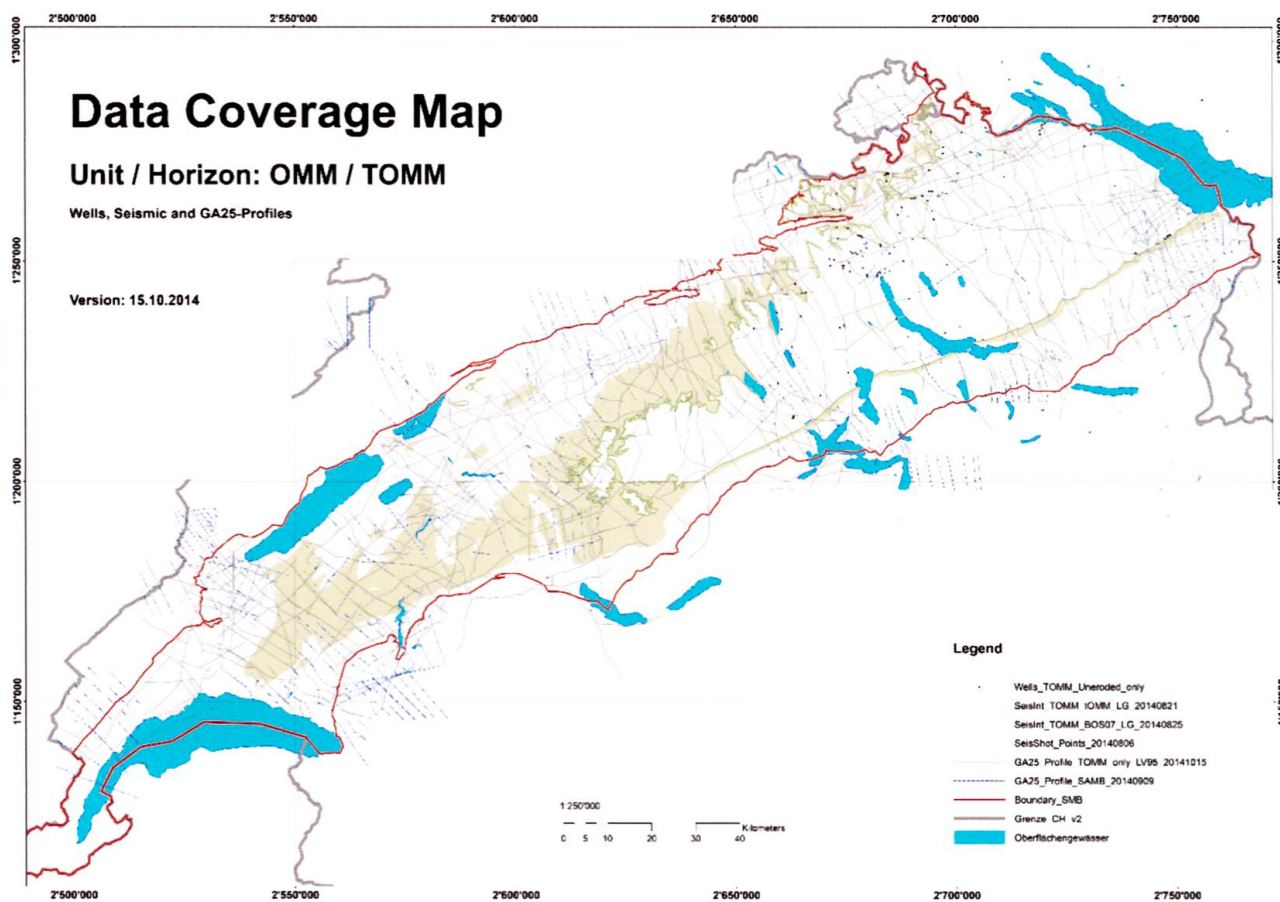 2'500'000 2'550'000 2'600'000 2'650'000 2'700'000 2'750'000
1'300'000
Data Coverage Map
Unit / Horizon: OMM / TOMM
Wells, Seismic and GA25-Profiles
1'250'000
Version: 15.10.2014
1'200'000 1'200'000
1'150'000
Legend
Wells_TOMM_Uneroded_only
SeisInt_TOMM_tOMM_LG_20140821
SeisInt_TOMM_BOS07_LG_20140825
SeisShot_Points_20140806
GA25_Profile_TOMM_only_LV95_20141015
GA25_Profile_SAMB_20140909
Boundary_SMB
Grenze_CH_v2
Oberflächengewässer
1:250'000
Kilometers
0 5 10 20 30 40
2'500'000 2'550'000 2'600'000 2'650'000 2'700'000 2'750'000